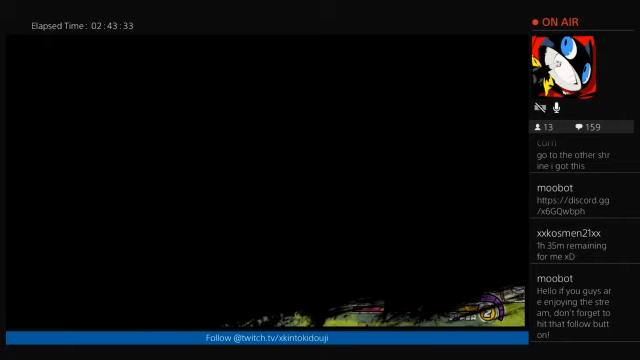 Elapsed Time : 02:43:33
ON AIR
13
159
go to the other shr
ine i got this
moobot
https://discord.gg
/x6GQwbph
xxkosmen21xx
1h 35m remaining
for me xD
moobot
Hello if you guys ar
e enjoying the stre
am, don't forget to
hit that follow butt
on!
Follow @twitch.tv/xkintokidouji